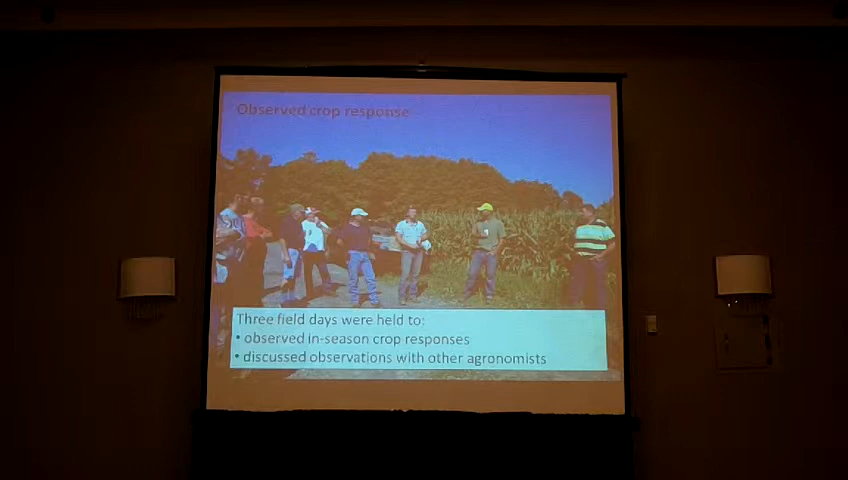 Observed crop response
Three field days were held to:
• observed in-season crop responses
• discussed observations with other agronomists